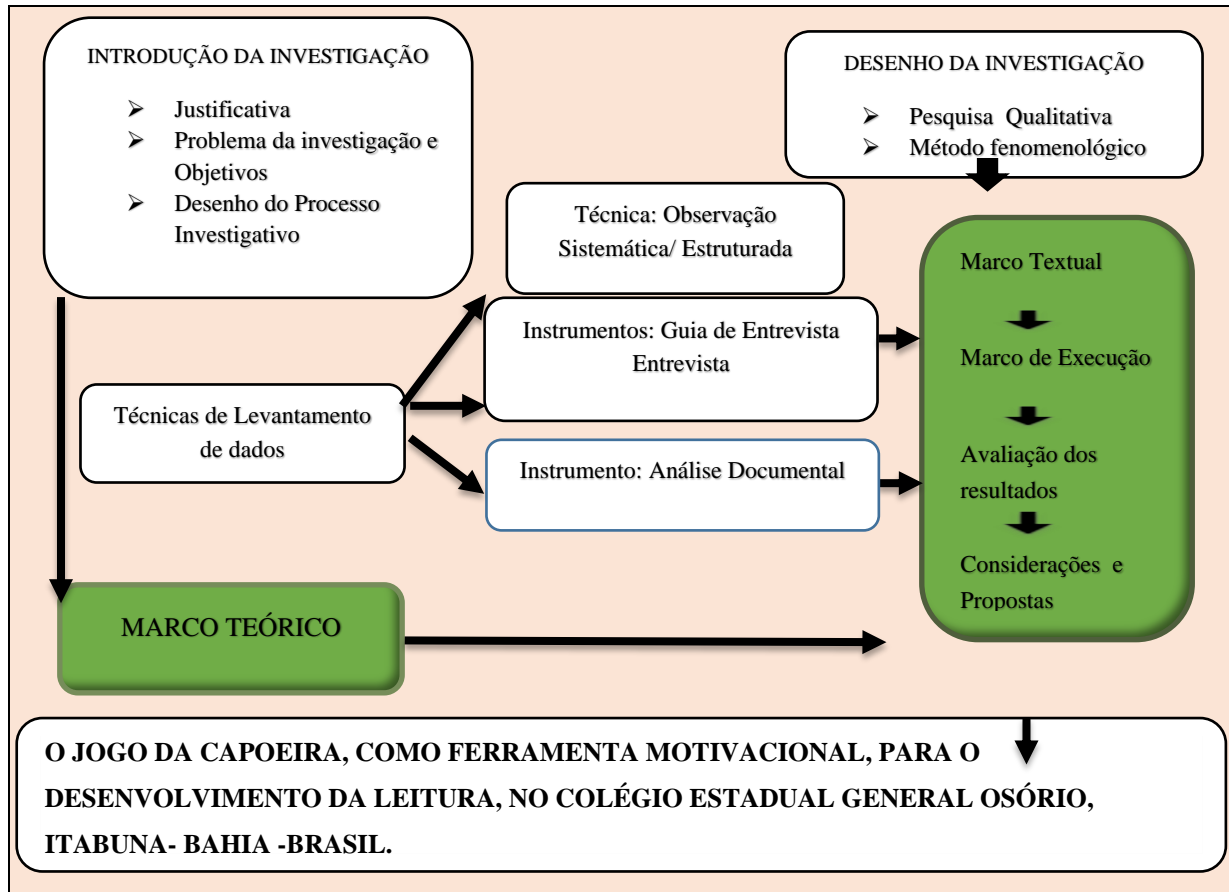 INTRODUÇÃO DA INVESTIGAÇÃO
➢ Justificativa
➢ Problema da investigação e
Objetivos
➢ Desenho do Processo
Investigativo
DESENHO DA INVESTIGAÇÃO
➢ Pesquisa Qualitativa
➢ Método fenomenológico
Técnica: Observação
Sistemática/ Estruturada
Instrumentos: Guia de Entrevista
Entrevista
Técnicas de Levantamento
de dados
Instrumento: Análise Documental
Marco Textual
Marco de Execução
Avaliação dos
resultados
Considerações e
Propostas
MARCO TEÓRICO
O JOGO DA CAPOEIRA, COMO FERRAMENTA MOTIVACIONAL, PARA O
DESENVOLVIMENTO DA LEITURA, NO COLÉGIO ESTADUAL GENERAL OSÓRIO,
ITABUNA- BAHIA -BRASIL.